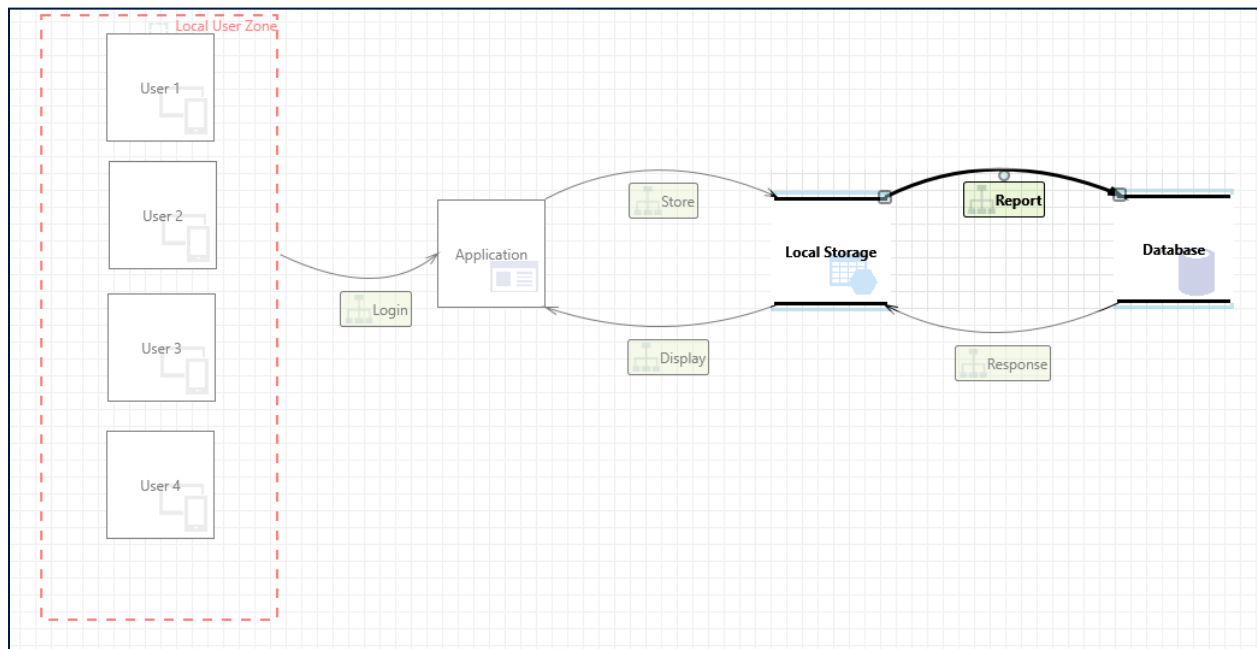 Local User Zone
User 1
User 2
User 3
User 4
Login
Application
Store
Display
Local Storage
Report
Response
Database